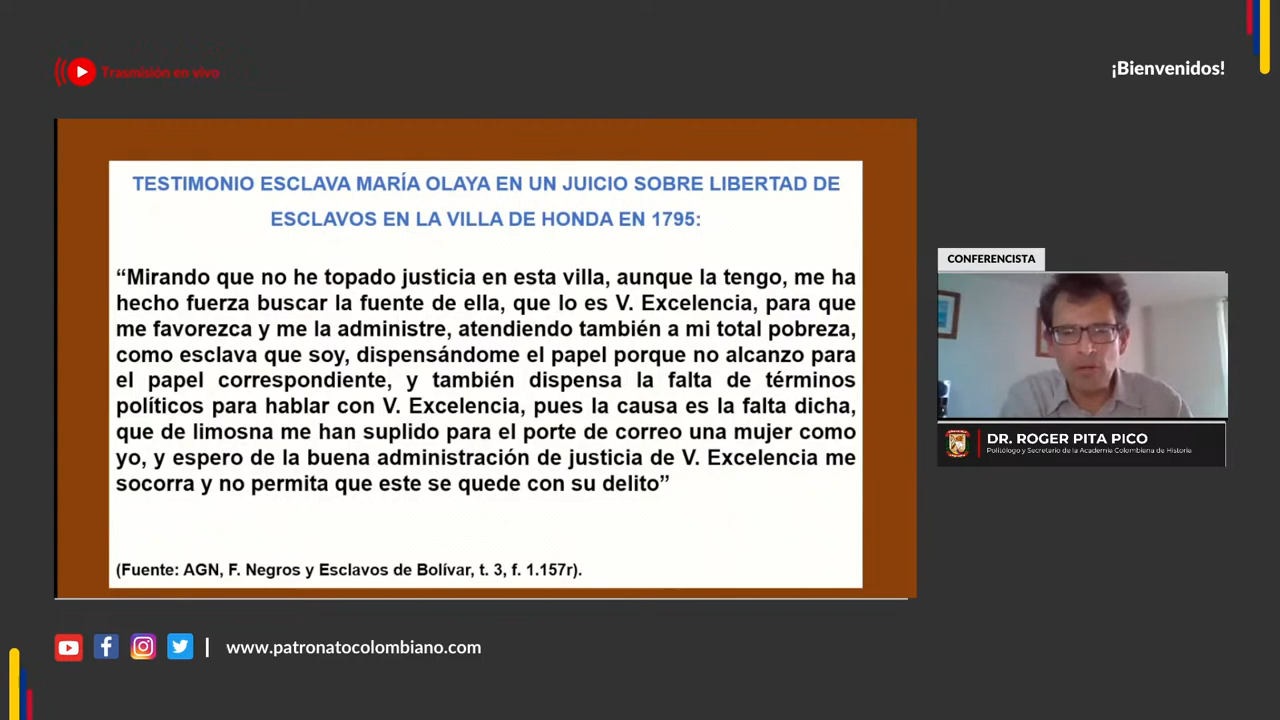 Trasmisión en vivo
¡Bienvenidos!
TESTIMONIO ESCLAVA MARÍA OLAYA EN UN JUICIO SOBRE LIBERTAD DE
ESCLAVOS EN LA VILLA DE HONDA EN 1795:
“Mirando que no he topado justicia en esta villa, aunque la tengo, me ha
hecho fuerza buscar la fuente de ella, que lo es V. Excelencia, para que
me favorezca y me la administre, atendiendo también a mi total pobreza,
como esclava que soy, dispensándome el papel porque no alcanzo para
el papel correspondiente, y también dispensa la falta de términos
políticos para hablar con V. Excelencia, pues la causa es la falta dicha,
que de limosna me han suplido para el porte de correo una mujer como
yo, y espero de la buena administración de justicia de V. Excelencia me
socorra y no permita que este se quede con su delito”
(Fuente: AGN, F. Negros y Esclavos de Bolívar, t. 3, f. 1.157r).
CONFERENCISTA
DR. ROGER PITA PICO
Politólogo y Secretario de la Academia Colombiana de Historia
www.patronatocolombiano.com